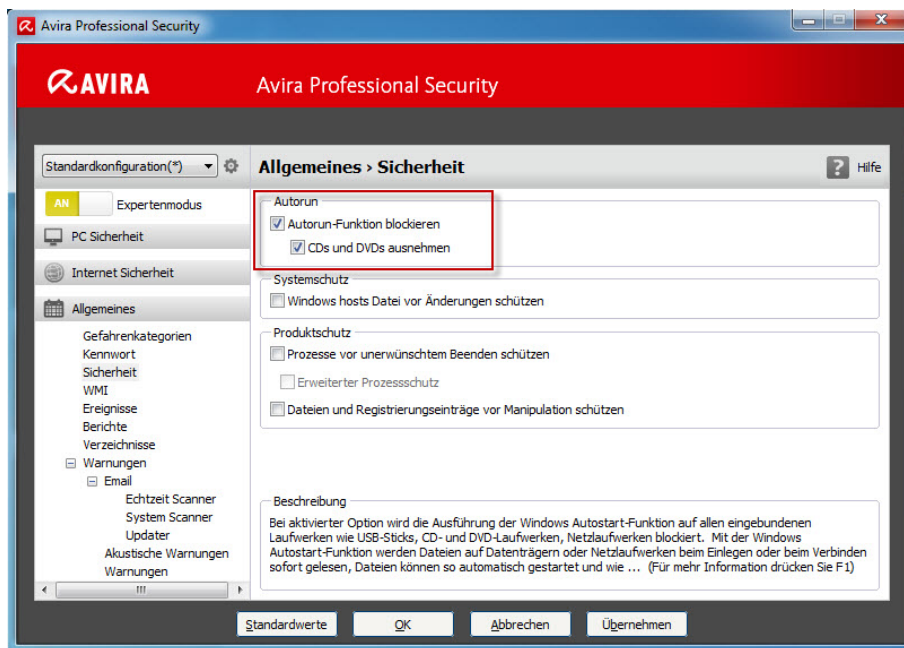 Avira Professional Security
AVIRA
Avira Professional Security
Standardkonfiguration(*)
Allgemeines › Sicherheit
? Hilfe
AN Expertenmodus
PC Sicherheit
Internet Sicherheit
Allgemeines
Gefahrenkategorien
Kennwort
Sicherheit
WMI
Ereignisse
Berichte
Verzeichnisse
Warnungen
Email
Echtzeit Scanner
System Scanner
Updater
Akustische Warnungen
Warnungen
Autorun
Autorun-Funktion blockieren
CDs und DVDs ausnehmen
Systemschutz
Windows hosts Datei vor Änderungen schützen
Produktschutz
Prozesse vor unerwünschtem Beenden schützen
Erweiterter Prozessschutz
Dateien und Registrierungseinträge vor Manipulation schützen
Beschreibung
Bei aktivierter Option wird die Ausführung der Windows Autostart-Funktion auf allen eingebundenen
Laufwerken wie USB-Sticks, CD- und DVD-Laufwerken, Netzlaufwerken blockiert. Mit der Windows
Autostart-Funktion werden Dateien auf Datenträgern oder Netzlaufwerken beim Einlegen oder beim Verbinden
sofort gelesen, Dateien können so automatisch gestartet und wie ... (Für mehr Information drücken Sie F1)
Standardwerte
OK
Abbrechen
Übernehmen